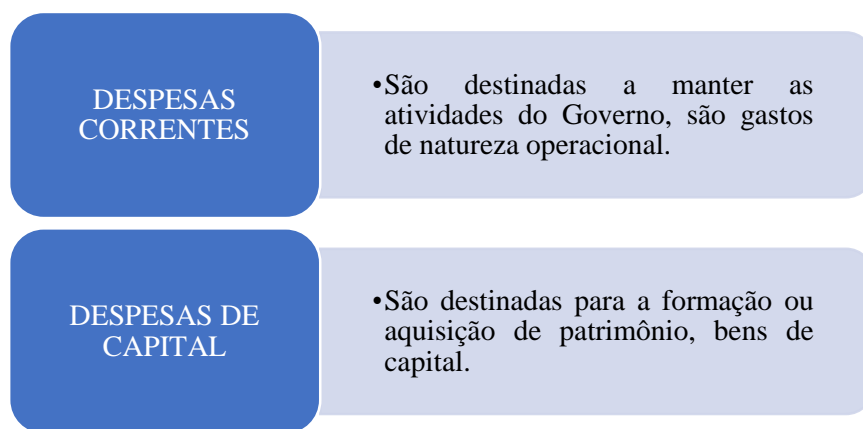 DESPESAS
CORRENTES
•São destinadas a manter as
atividades do Governo, são gastos
de natureza operacional.
DESPESAS DE
CAPITAL
•São destinadas para a formação ou
aquisição de patrimônio, bens de
capital.